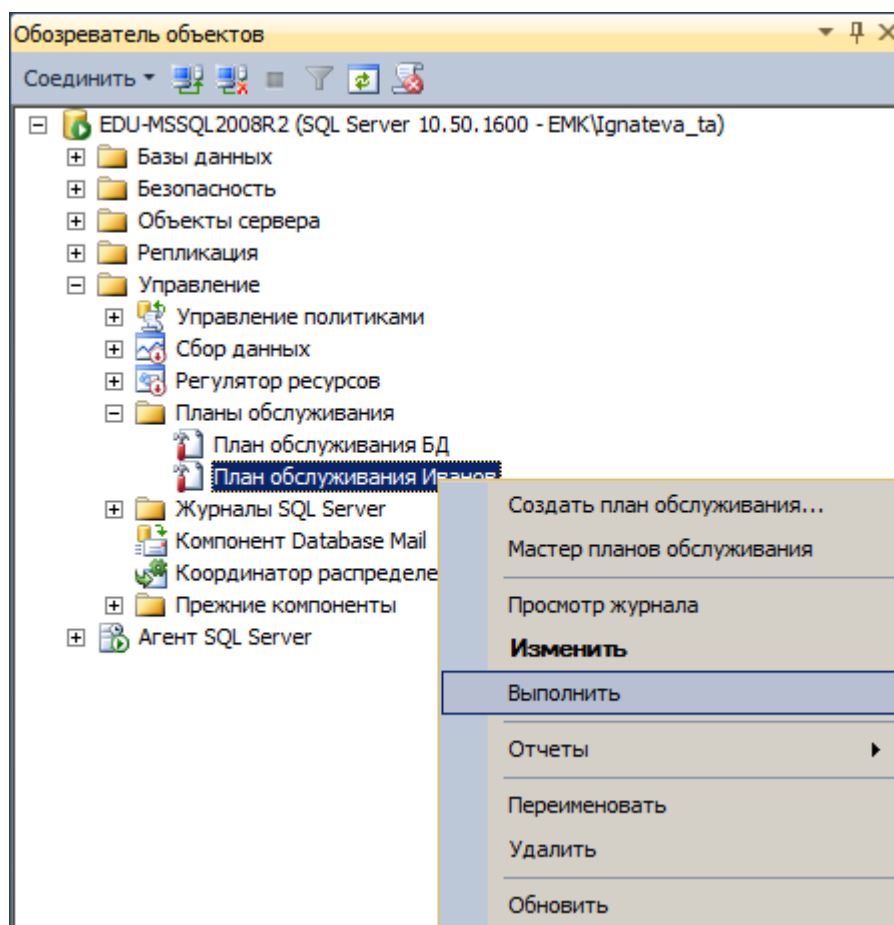 Обозреватель объектов
Соединить
EDU-MSSQL2008R2 (SQL Server 10.50.1600 - EMK\Ignateva_ta)
Базы данных
Безопасность
Объекты сервера
Репликация
Управление
Управление политиками
Сбор данных
Регулятор ресурсов
Планы обслуживания
План обслуживания БД
План обслуживания Иванов
Журналы SQL Server
Компонент Database Mail
Координатор распределе
Прежние компоненты
Агент SQL Server
Создать план обслуживания...
Мастер планов обслуживания
Просмотр журнала
Изменить
Выполнить
Отчеты
Переименовать
Удалить
Обновить